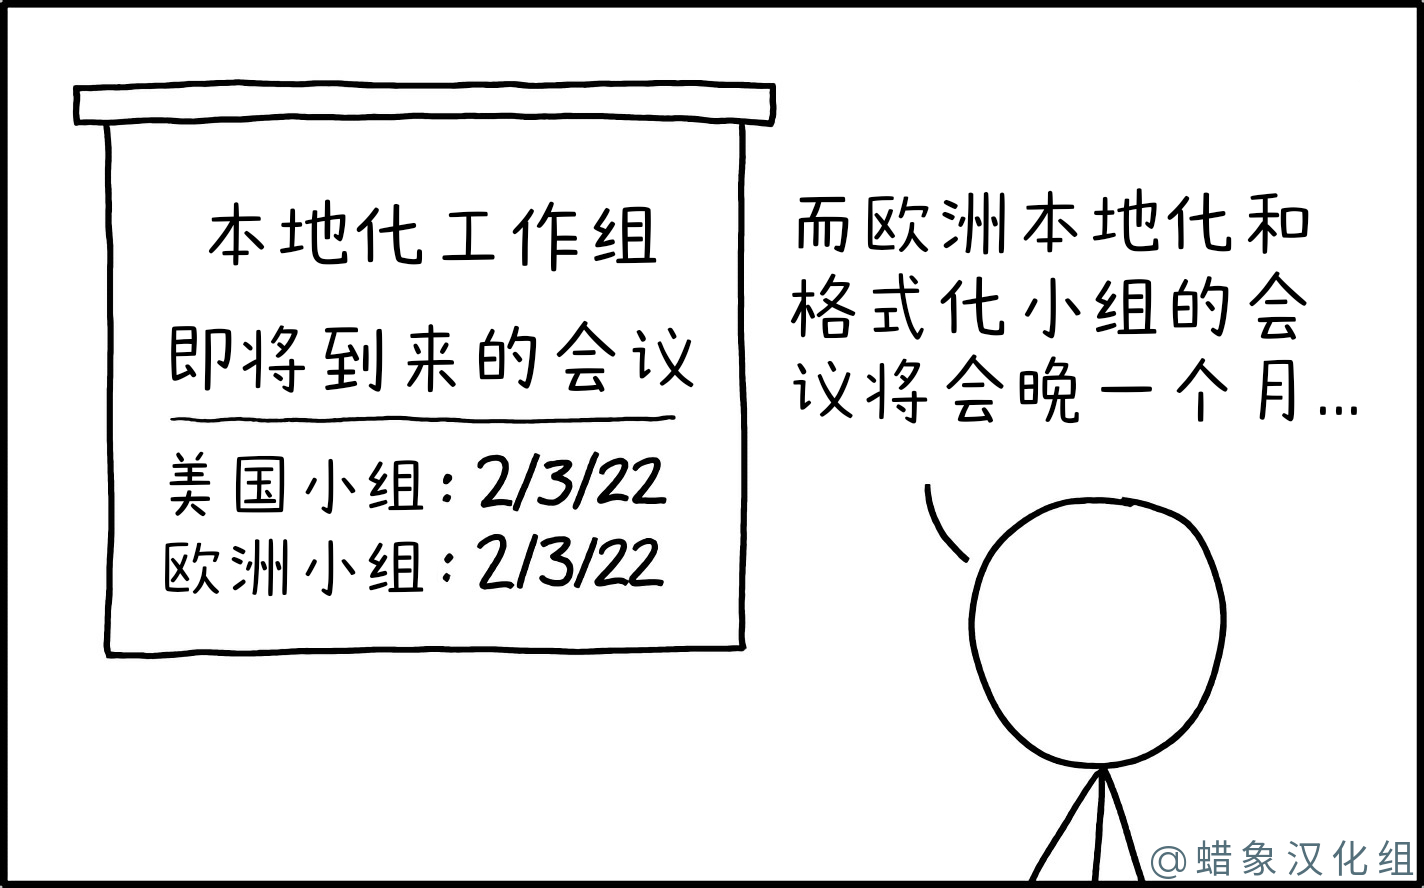 本地化工作组
即将到来的会议
美国小组: 2/3/22
欧洲小组: 2/3/22
而欧洲本地化和
格式化小组的会
议将会晚一个月...
@蜡象汉化组